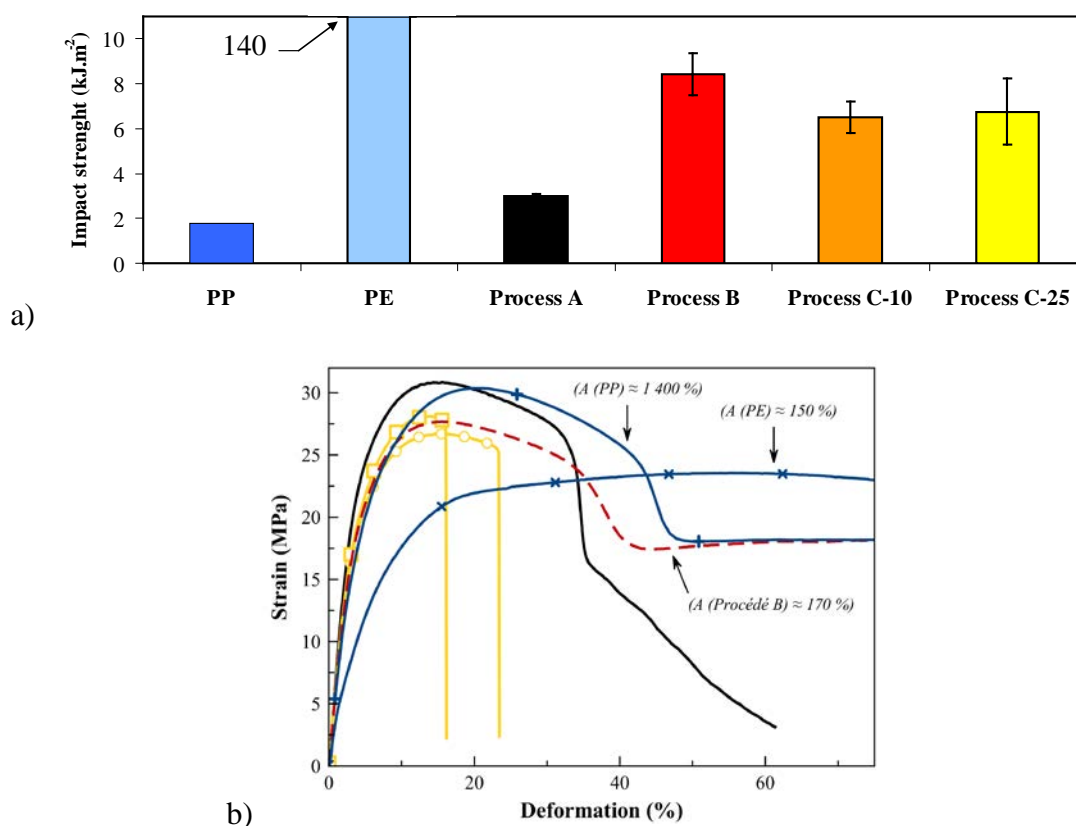 140
Impact strenght (kJ.m⁻²)
10
8
6
4
2
0
PP PE Process A Process B Process C-10 Process C-25
a)
Strain (MPa)
30
25
20
15
10
5
0
(A (PP) ≈ 1 400 %)
(A (PE) ≈ 150 %)
(A (Procédé B) ≈ 170 %)
0 20 40 60
Deformation (%)
b)